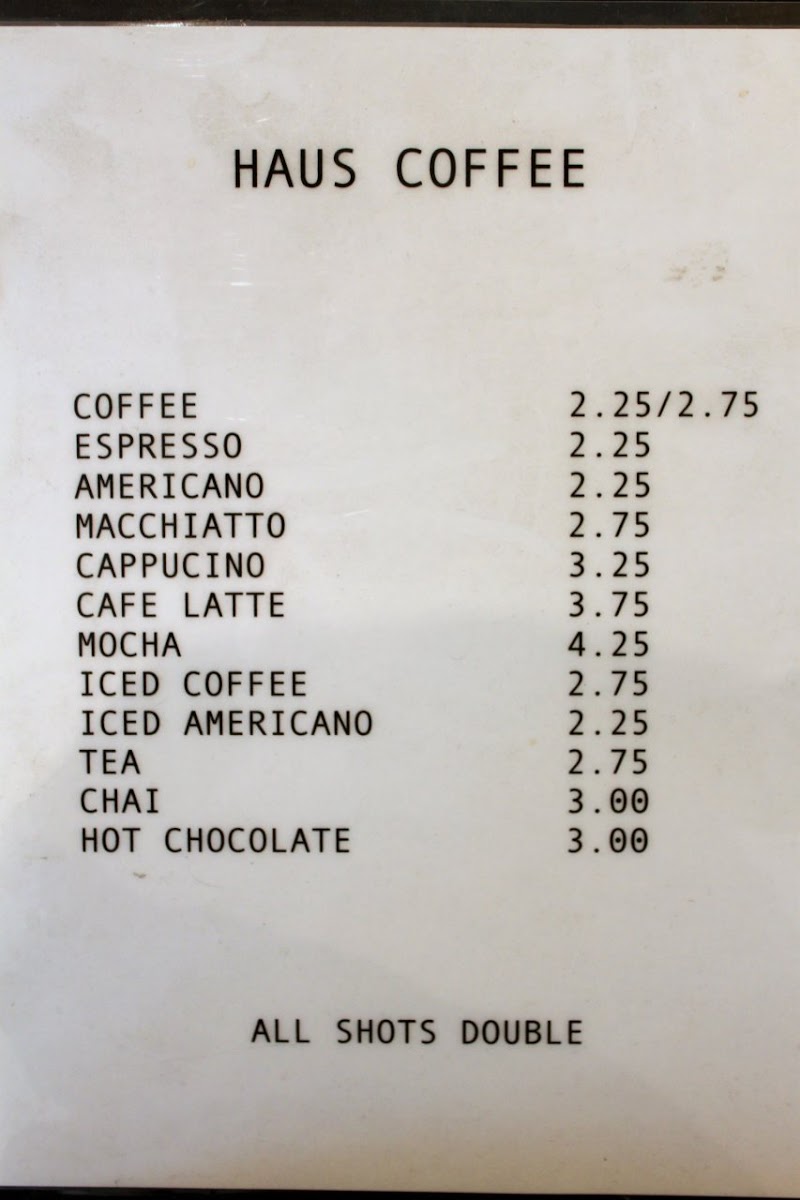 HAUS COFFEE
COFFEE 2.25/2.75
ESPRESSO 2.25
AMERICANO 2.25
MACCHIATTO 2.75
CAPPUCINO 3.25
CAFE LATTE 3.75
MOCHA 4.25
ICED COFFEE 2.75
ICED AMERICANO 2.25
TEA 2.75
CHAI 3.00
HOT CHOCOLATE 3.00
ALL SHOTS DOUBLE